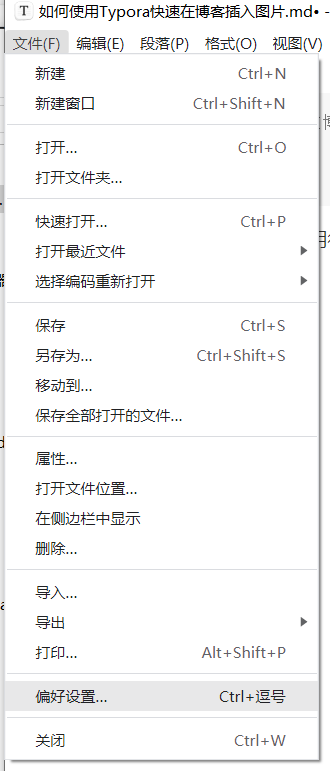 T 如何使用Typora快速在博客插入图片.md• -
文件(F) 编辑(E) 段落(P) 格式(O) 视图(V)
新建 Ctrl+N
新建窗口 Ctrl+Shift+N
打开... Ctrl+O
打开文件夹...
快速打开... Ctrl+P
打开最近文件
选择编码重新打开
保存 Ctrl+S
另存为... Ctrl+Shift+S
移动到...
保存全部打开的文件...
属性...
打开文件位置...
在侧边栏中显示
删除...
导入...
导出
打印... Alt+Shift+P
偏好设置... Ctrl+逗号
关闭 Ctrl+W